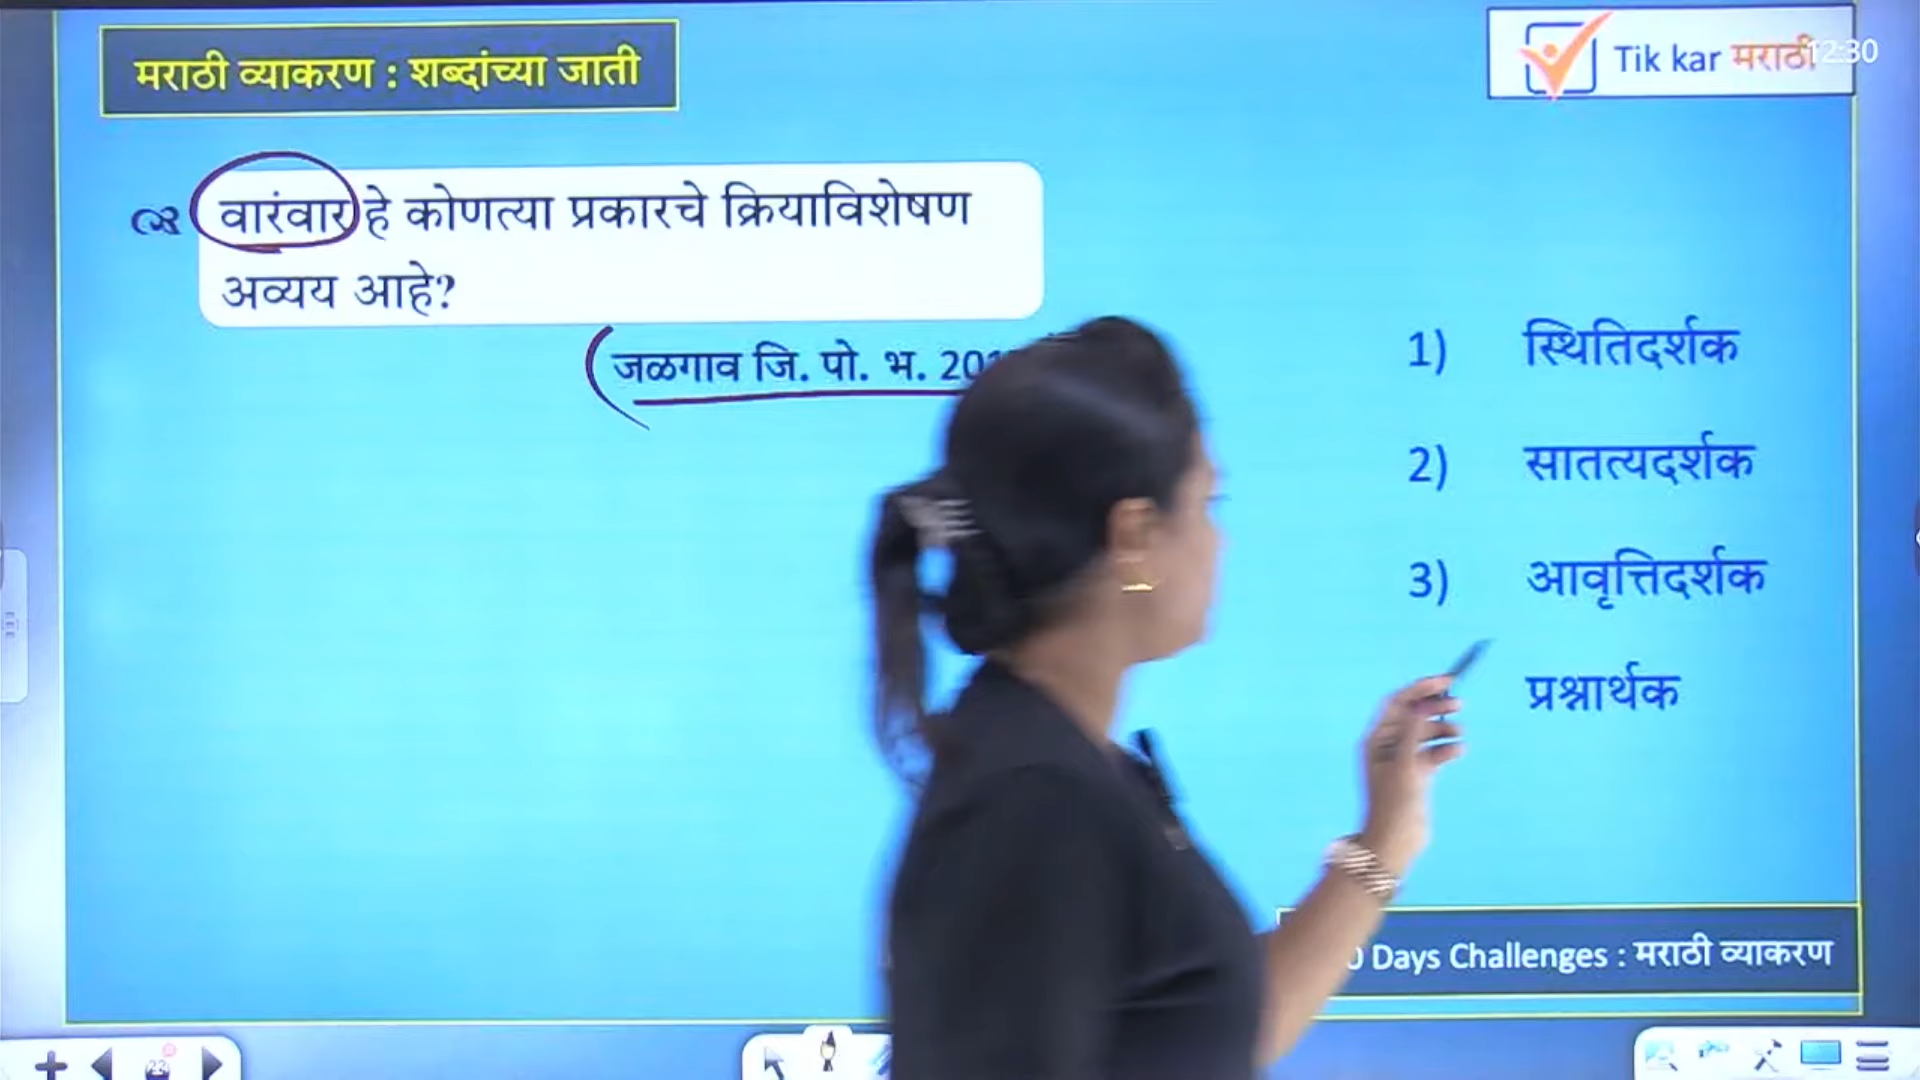 मराठी व्याकरण : शब्दांच्या जाती
Tik kar मराठी
12:30
वारंवार हे कोणत्या प्रकारचे क्रियाविशेषण
अव्यय आहे?
जळगाव जि. पो. भ.
1) स्थितिदर्शक
2) सातत्यदर्शक
3) आवृत्तिदर्शक
प्रश्नार्थक
Days Challenges : मराठी व्याकरण